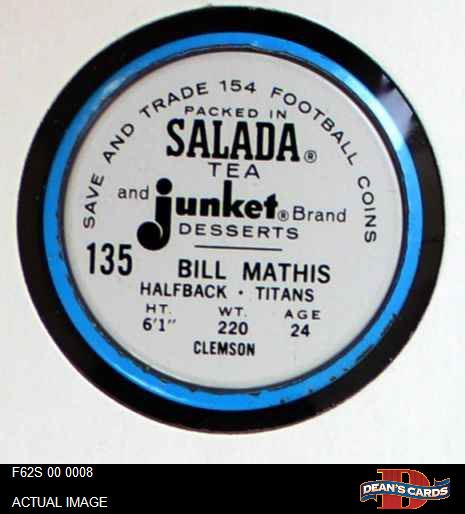 SAVE AND TRADE 154 FOOTBALL COINS
PACKED IN
SALADA®
TEA
and junket® Brand
DESSERTS
135
BILL MATHIS
HALFBACK · TITANS
HT. WT. AGE
6'1" 220 24
CLEMSON
F62S 00 0008
ACTUAL IMAGE
D
DEAN'S CARDS